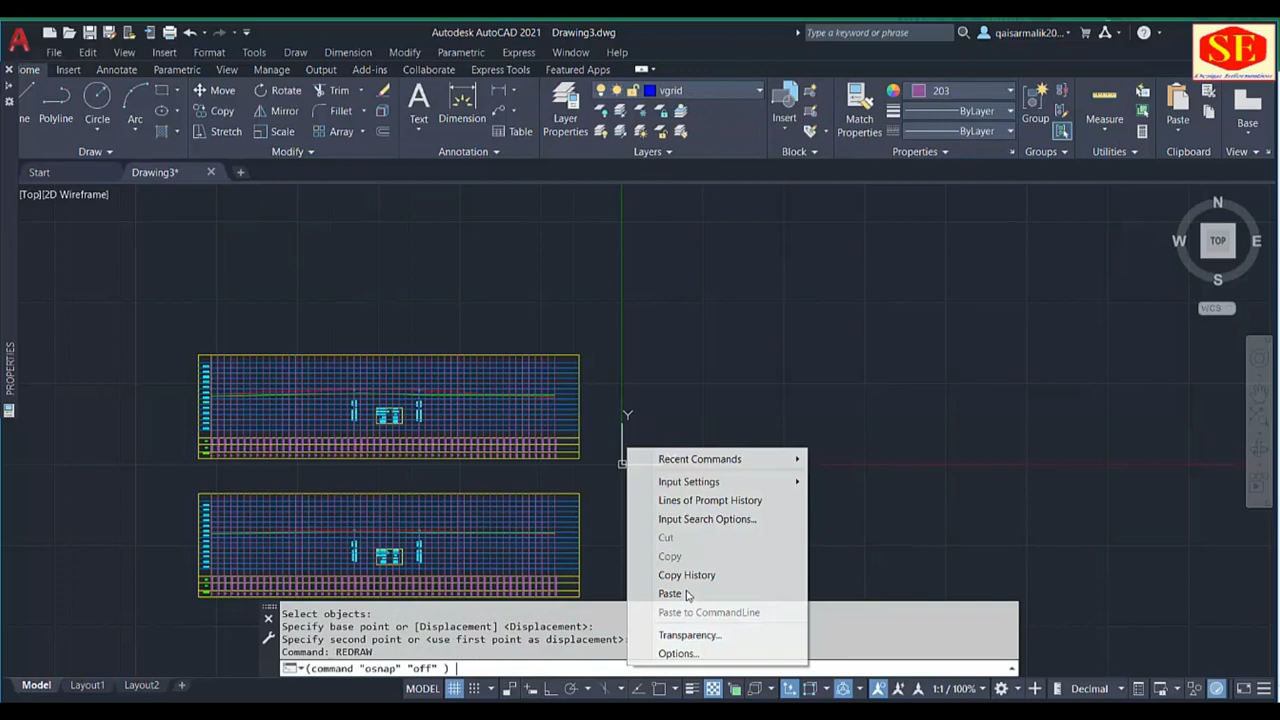 Autodesk AutoCAD 2021 Drawing3.dwg
Type a keyword or phrase
qaisarmalik20...
SE
File Edit View Insert Format Tools Draw Dimension Modify Parametric Express Window Help
ome Insert Annotate Parametric View Manage Output Add-ins Collaborate Express Tools Featured Apps
Move Rotate Trim
vgrid
203
ne Polyline Circle Arc
Copy Mirror Fillet
Text Dimension
Layer Properties
Insert
Match Properties
ByLayer
Group
Measure
Paste
Base
Stretch Scale Array
Table
ByLayer
Draw Modify Annotation Layers Block Properties Groups Utilities Clipboard View
Start Drawing3*
[Top][2D Wireframe]
N
W TOP E
S
WCS
PROPERTIES
Y
Recent Commands
Input Settings
Lines of Prompt History
Input Search Options...
Cut
Copy
Copy History
Paste
Paste to CommandLine
Transparency...
Options...
Select objects:
Specify base point or [Displacement] <Displacement>:
Specify second point or <use first point as displacement>:
Command: REDRAW
(command "osnap" "off" )
Model Layout1 Layout2
MODEL 1:1 / 100% Decimal